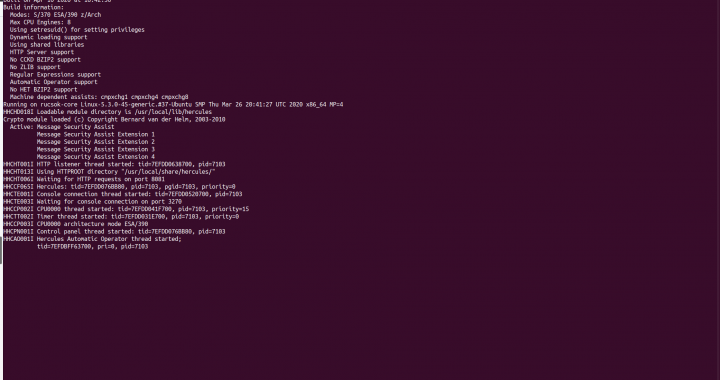 Build information:
Modes: S/370 ESA/390 z/Arch
Max CPU Engines: 8
Using setresuid() for setting privileges
Dynamic loading support
Using shared libraries
HTTP Server support
No CCKD BZIP2 support
No ZLIB support
Regular Expressions support
Automatic Operator support
No HET BZIP2 support
Machine dependent assists: cmpxchg1 cmpxchg4 cmpxchg8
Running on rucsok-core Linux-5.3.0-45-generic.#37-Ubuntu SMP Thu Mar 26 20:41:27 UTC 2020 x86_64 MP=4
HHCHD018I Loadable module directory is /usr/local/lib/hercules
Crypto module loaded (c) Copyright Bernard van der Helm, 2003-2010
Active: Message Security Assist
Message Security Assist Extension 1
Message Security Assist Extension 2
Message Security Assist Extension 3
Message Security Assist Extension 4
HHCHT001I HTTP listener thread started: tid=7EFDD0638700, pid=7103
HHCHT013I Using HTTPROOT directory "/usr/local/share/hercules/"
HHCHT006I Waiting for HTTP requests on port 8081
HHCCF065I Hercules: tid=7EFDD076BB80, pid=7103, pgid=7103, priority=0
HHCTE001I Console connection thread started: tid=7EFDD0520700, pid=7103
HHCTE003I Waiting for console connection on port 3270
HHCCP002I CPU0000 thread started: tid=7EFDD041F700, pid=7103, priority=15
HHCTT002I Timer thread started: tid=7EFDD031E700, pid=7103, priority=0
HHCCP003I CPU0000 architecture mode ESA/390
HHCPN001I Control panel thread started: tid=7EFDD076BB80, pid=7103
HHCAO001I Hercules Automatic Operator thread started;
tid=7EFDBFF63700, pri=0, pid=7103